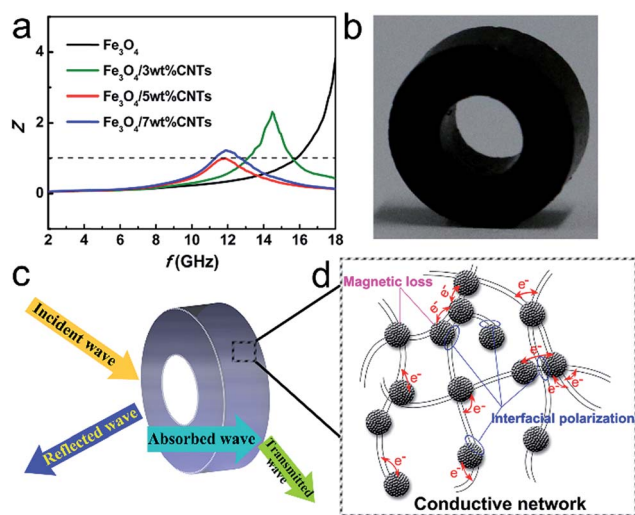 a
4
2
0
Z
Fe₃O₄
Fe₃O₄/3wt%CNTs
Fe₃O₄/5wt%CNTs
Fe₃O₄/7wt%CNTs
2 4 6 8 10 12 14 16 18
f (GHz)
b
c
Incident wave
Reflected wave
Absorbed wave
Transmitted
wave
d
Magnetic loss
e⁻
e⁻
e⁻
e⁻
e⁻
e⁻
e⁻
e⁻
e⁻
e⁻
Interfacial polarization
Conductive network